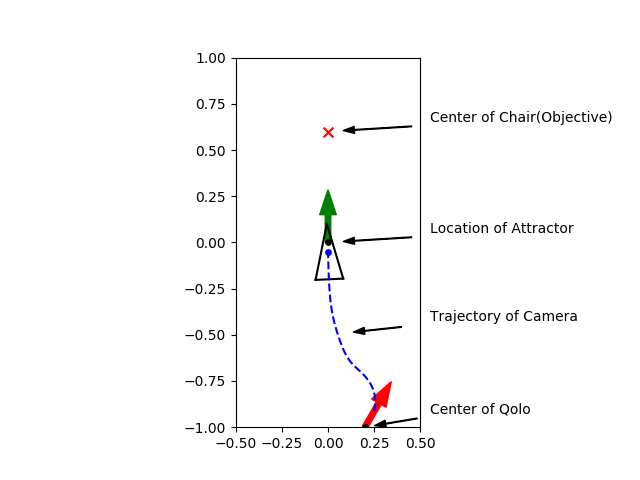 1.00
0.75
Center of Chair(Objective)
0.50
0.25
Location of Attractor
0.00
−0.25
Trajectory of Camera
−0.50
−0.75
Center of Qolo
−1.00
−0.50 −0.25 0.00 0.25 0.50